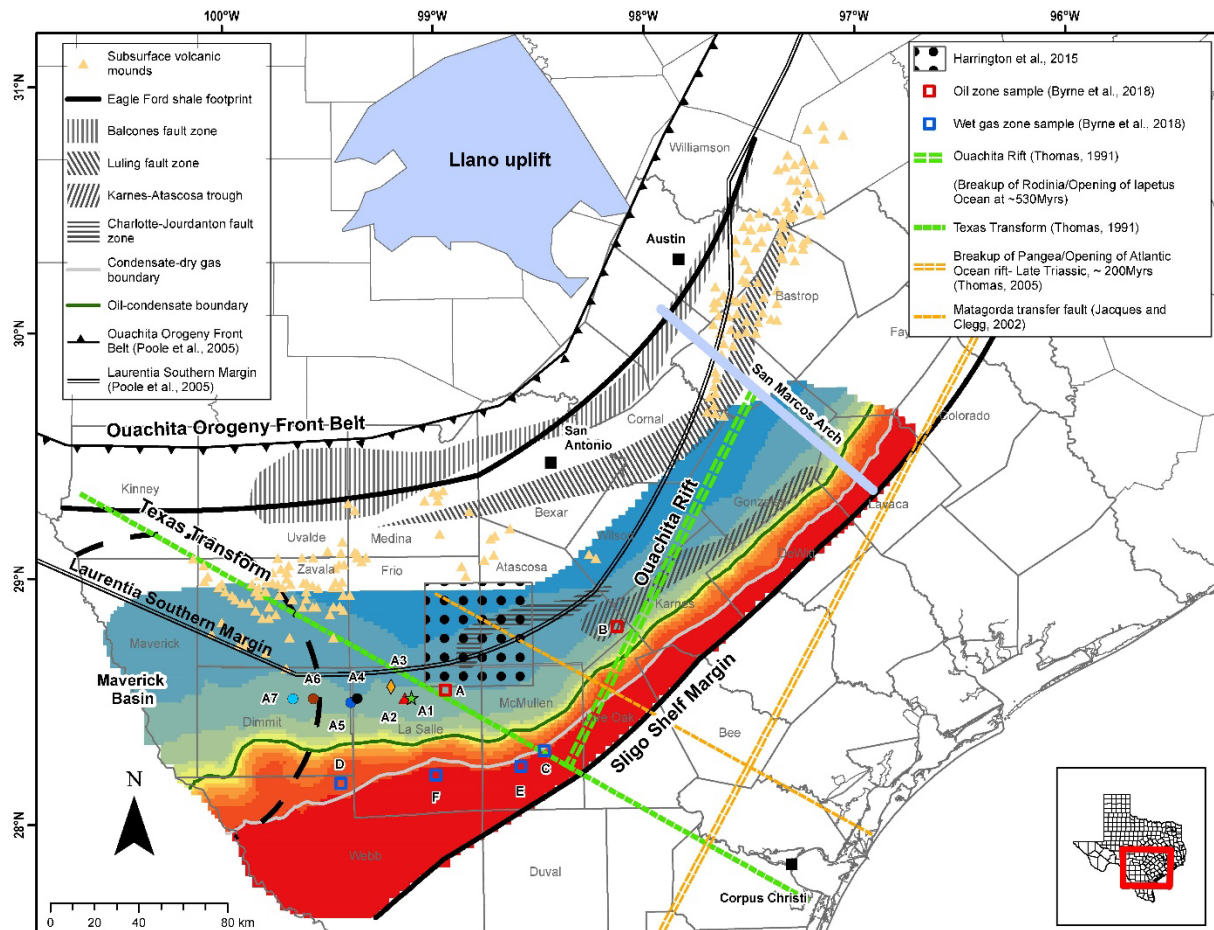 100°W
99°W
98°W
97°W
96°W
31°N
30°N
29°N
28°N
Subsurface volcanic
mounds
Eagle Ford shale footprint
Balcones fault zone
Luling fault zone
Karnes-Atascosa trough
Charlotte-Jourdanton fault
zone
Condensate-dry gas
boundary
Oil-condensate boundary
Ouachita Orogeny Front
Belt (Poole et al., 2005)
Laurentia Southern Margin
(Poole et al., 2005)
Harrington et al., 2015
Oil zone sample (Byrne et al., 2018)
Wet gas zone sample (Byrne et al., 2018)
Ouachita Rift (Thomas, 1991)
(Breakup of Rodinia/Opening of Iapetus
Ocean at ~530Myrs)
Texas Transform (Thomas, 1991)
Breakup of Pangea/Opening of Atlantic
Ocean rift- Late Triassic, ~ 200Myrs
(Thomas, 2005)
Matagorda transfer fault (Jacques and
Clegg, 2002)
Llano uplift
Williamson
Austin
Bastrop
Fay
San Marcos Arch
Colorado
Lavaca
Ouachita Orogeny Front Belt
Comal
San
Antonio
Kinney
Bexar
Gonzales
Texas Transform
Uvalde
Medina
Wilson
Ouachita Rift
DeWitt
Zavala
Frio
Atascosa
Karnes
Laurentia Southern Margin
Maverick
B
Maverick
Basin
A3
A6
A4
A
A7
A5
A2
A1
McMullen
Live Oak
Dimmit
La Salle
Bee
Sligo Shelf Margin
D
F
E
C
N
Webb
Duval
Corpus Christi
0
20
40
80 km